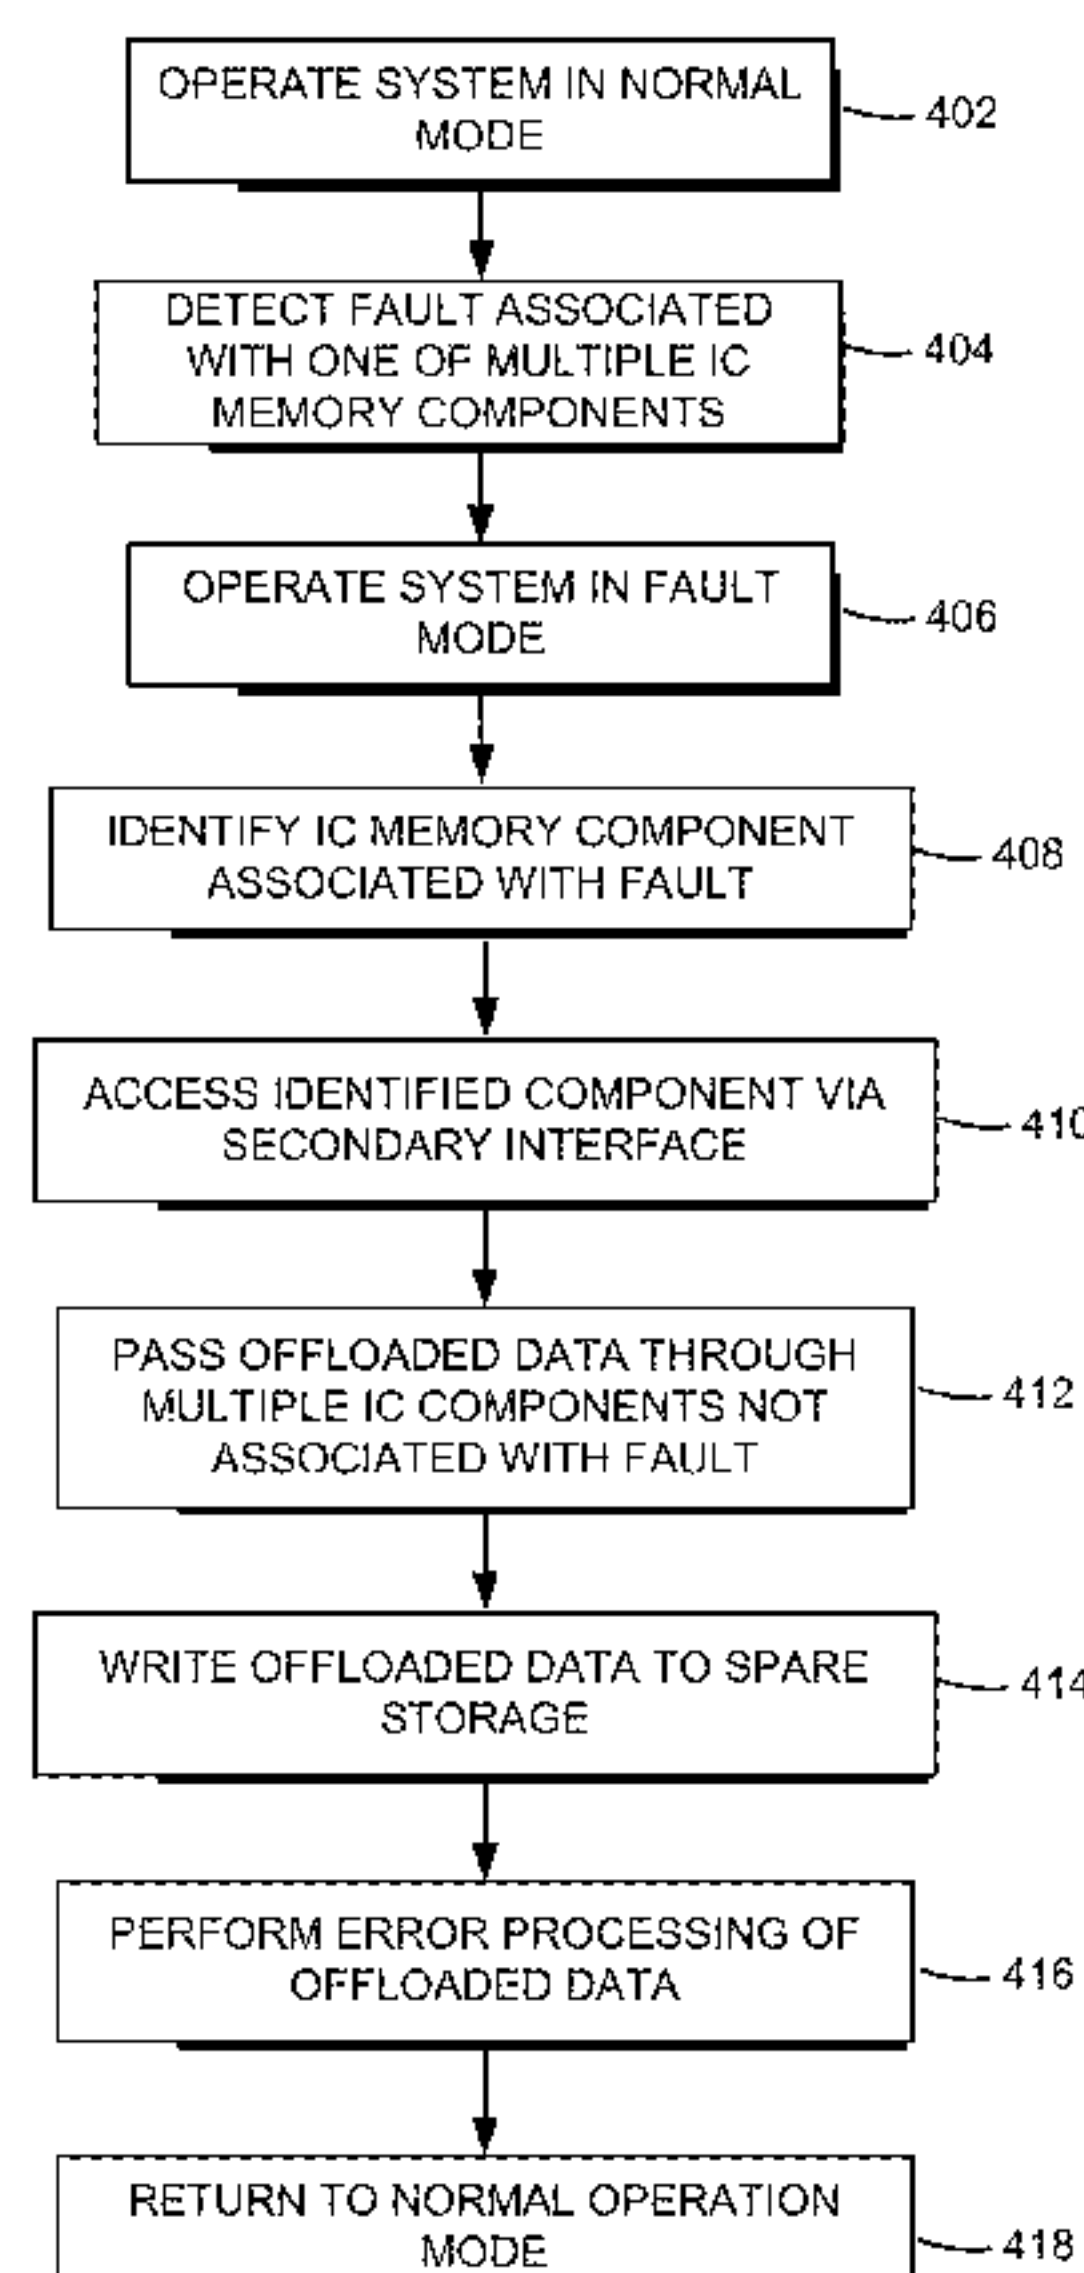 OPERATE SYSTEM IN NORMAL
MODE
402
DETECT FAULT ASSOCIATED
WITH ONE OF MULTIPLE IC
MEMORY COMPONENTS
404
OPERATE SYSTEM IN FAULT
MODE
406
IDENTIFY IC MEMORY COMPONENT
ASSOCIATED WITH FAULT
408
ACCESS IDENTIFIED COMPONENT VIA
SECONDARY INTERFACE
410
PASS OFFLOADED DATA THROUGH
MULTIPLE IC COMPONENTS NOT
ASSOCIATED WITH FAULT
412
WRITE OFFLOADED DATA TO SPARE
STORAGE
414
PERFORM ERROR PROCESSING OF
OFFLOADED DATA
416
RETURN TO NORMAL OPERATION
MODE
418